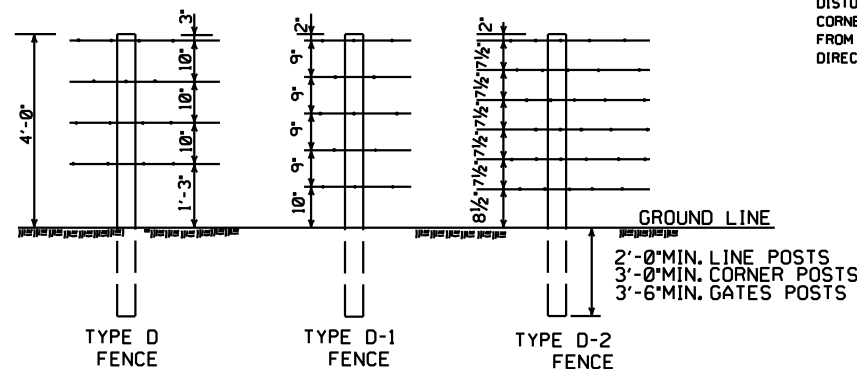 DISTO
CORNE
FROM
DIREC
3"
10"
10"
10"
1'-3"
4'-0"
2"
9"
9"
9"
9"
10"
2"
7½"
7½"
7½"
7½"
7½"
8½"
GROUND LINE
2'-0"MIN. LINE POSTS
3'-0"MIN. CORNER POSTS
3'-6"MIN. GATES POSTS
TYPE D
FENCE
TYPE D-1
FENCE
TYPE D-2
FENCE